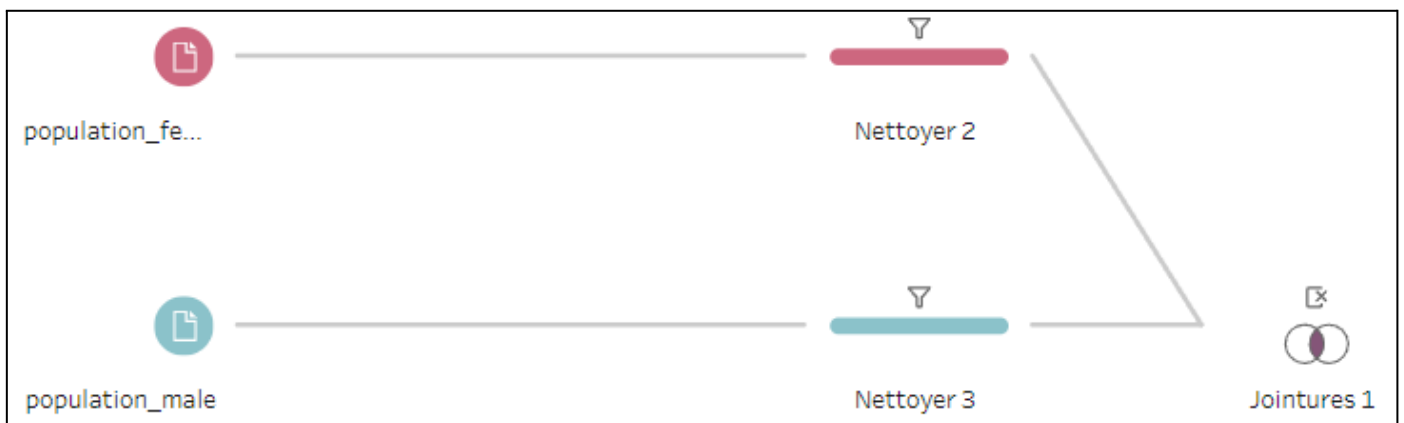 population_fe...
Nettoyer 2
population_male
Nettoyer 3
Jointures 1